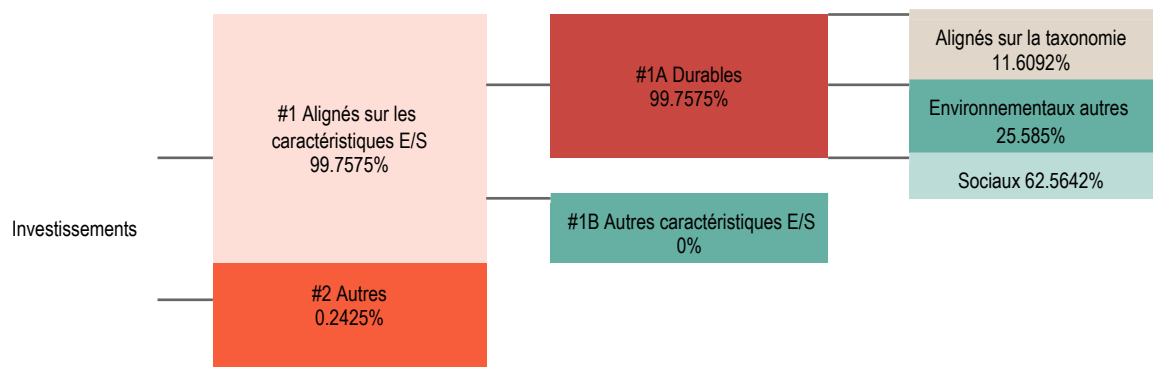 Investissements
#1 Alignés sur les
caractéristiques E/S
99.7575%
#2 Autres
0.2425%
#1A Durables
99.7575%
#1B Autres caractéristiques E/S
0%
Alignés sur la taxonomie
11.6092%
Environnementaux autres
25.585%
Sociaux 62.5642%